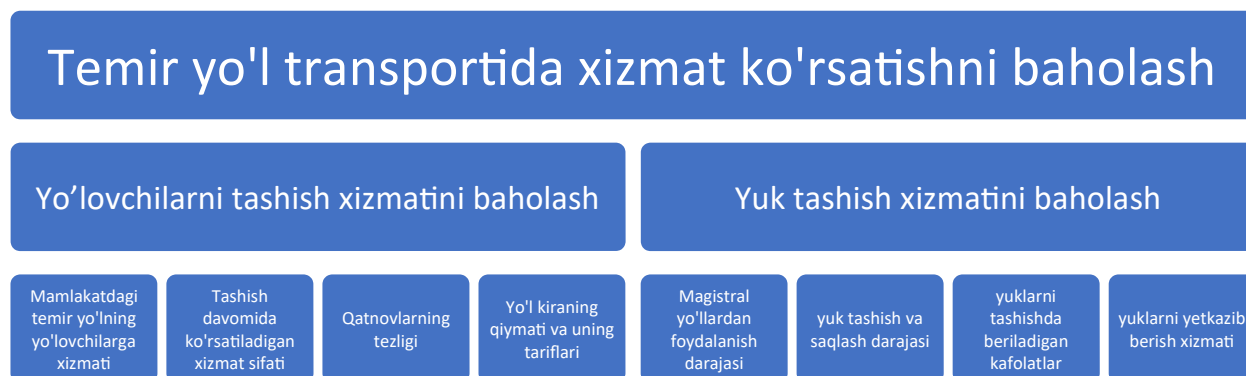 Temir yo'l transportida xizmat ko'rsatishni baholash
Yo’lovchilarni tashish xizmatini baholash
Yuk tashish xizmatini baholash
Mamlakatdagi
temir yo'lning
yo'lovchilarga
xizmati
Tashish
davomida
ko'rsatiladigan
xizmat sifati
Qatnovlarning
tezligi
Yo'l kiraning
qiymati va uning
tariflari
Magistral
yo'llardan
foydalanish
darajasi
yuk tashish va
saqlash darajasi
yuklarni
tashishda
beriladigan
kafolatlar
yuklarni yetkazib
berish xizmati